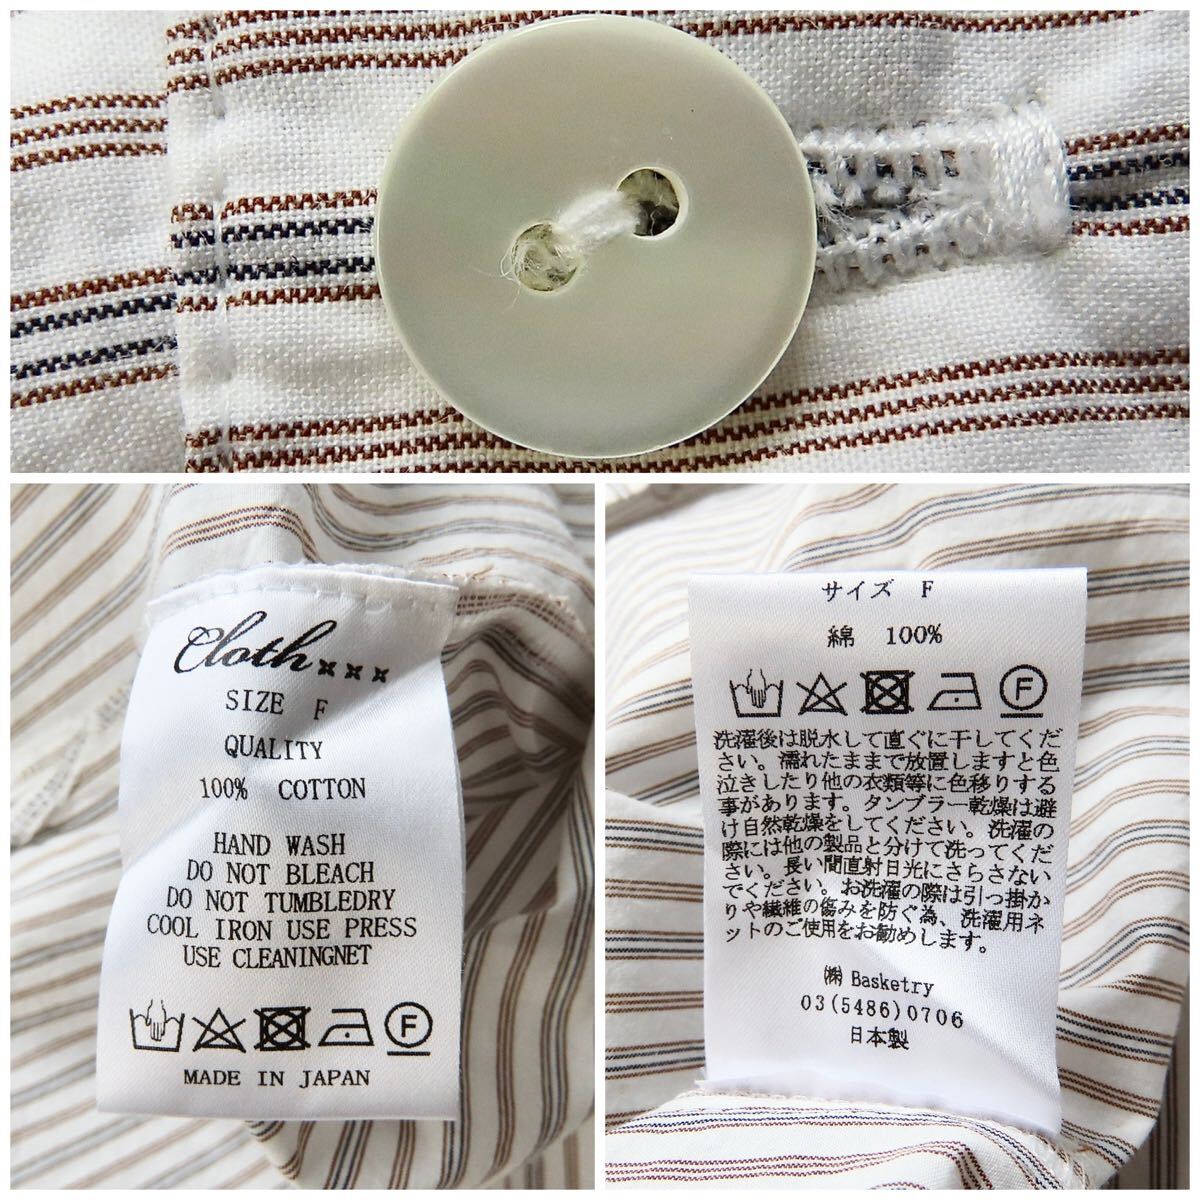 Cloth×××
SIZE F
QUALITY
100% COTTON
HAND WASH
DO NOT BLEACH
DO NOT TUMBLEDRY
COOL IRON USE PRESS
USE CLEANINGNET
F
MADE IN JAPAN
サイズ F
綿 100%
F
洗濯後は脱水して直ぐに干してくだ
さい。濡れたままで放置しますと色
泣きしたり他の衣類等に色移りする
事があります。タンブラー乾燥は避
け自然乾燥をしてください。洗濯の
際には他の製品と分けて洗ってくだ
さい。長い間直射日光にさらさない
でください。お洗濯の際は引っ掛か
りや繊維の傷みを防ぐ為、洗濯用ネ
ットのご使用をお勧めします。
㈱ Basketry
03(5486)0706
日本製